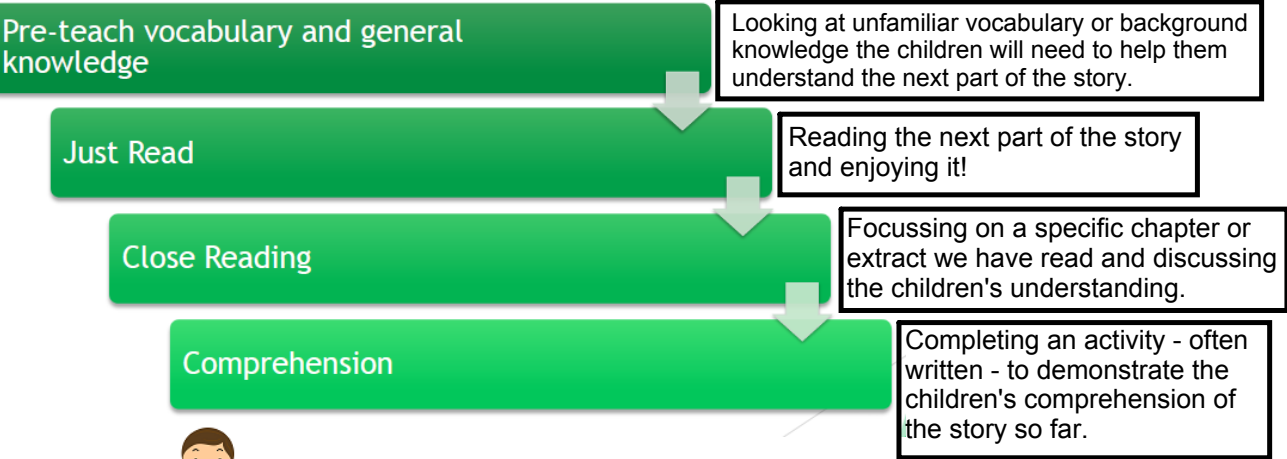 Pre-teach vocabulary and general
knowledge
Looking at unfamiliar vocabulary or background
knowledge the children will need to help them
understand the next part of the story.
Just Read
Reading the next part of the story
and enjoying it!
Close Reading
Focussing on a specific chapter or
extract we have read and discussing
the children's understanding.
Comprehension
Completing an activity - often
written - to demonstrate the
children's comprehension of
the story so far.